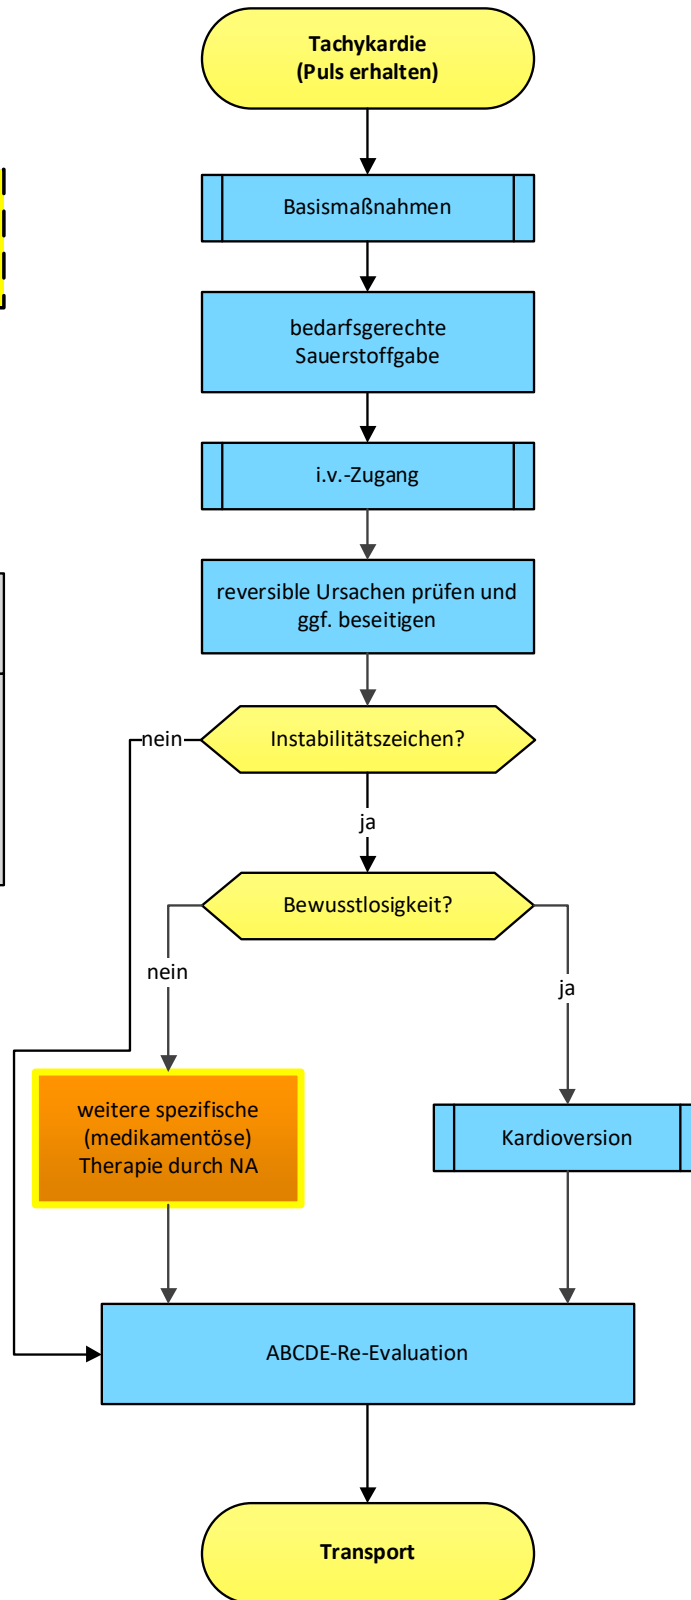 Tachykardie
(Puls erhalten)
Basismaßnahmen
bedarfsgerechte
Sauerstoffgabe
i.v.-Zugang
reversible Ursachen prüfen und
ggf. beseitigen
nein
Instabilitätszeichen?
ja
Bewusstlosigkeit?
nein
ja
weitere spezifische
(medikamentöse)
Therapie durch NA
Kardioversion
ABCDE-Re-Evaluation
Transport